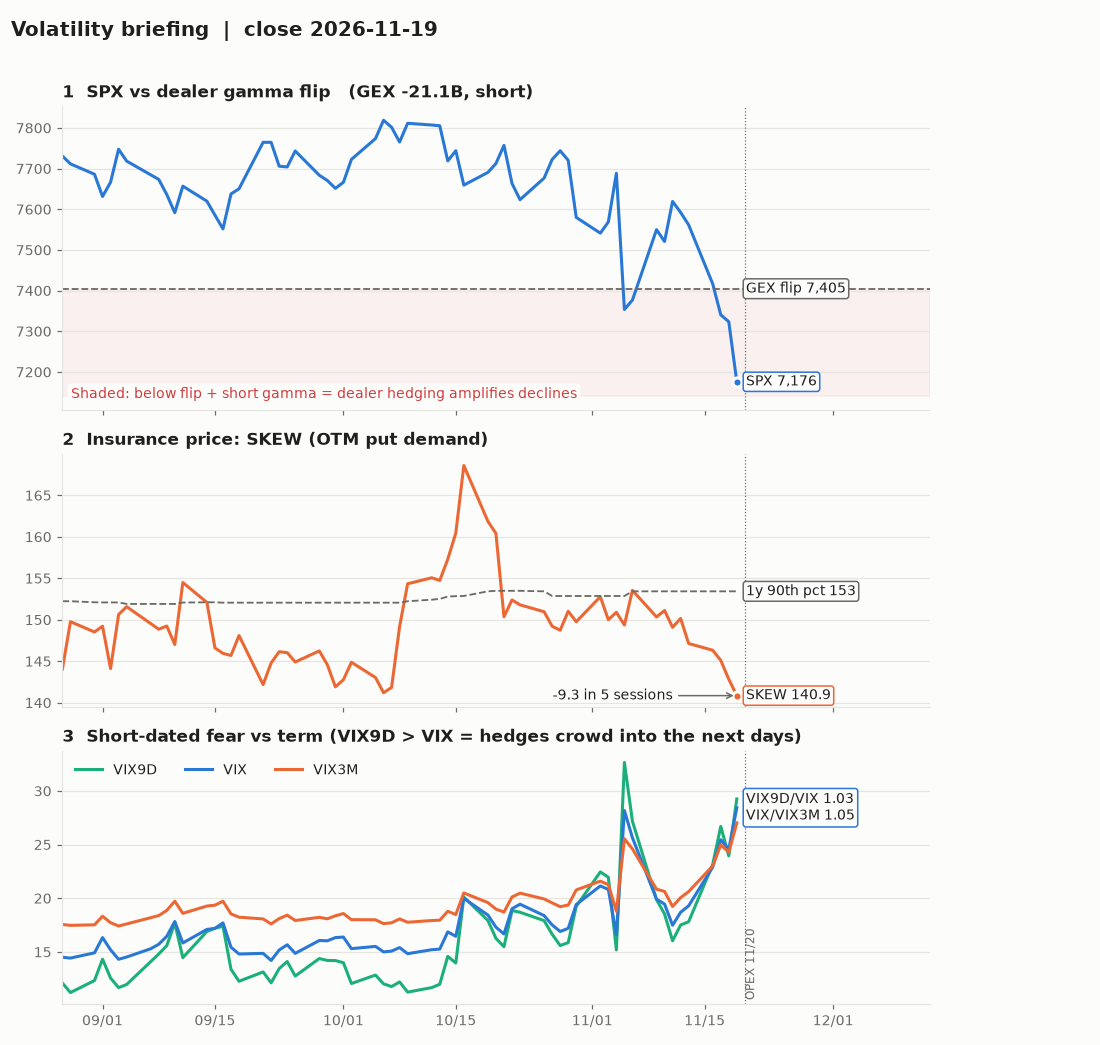 Volatility briefing | close 2026-11-19
1 SPX vs dealer gamma flip (GEX -21.1B, short)
7800
7700
7600
7500
7400
7300
7200
GEX flip 7,405
SPX 7,176
Shaded: below flip + short gamma = dealer hedging amplifies declines
2 Insurance price: SKEW (OTM put demand)
165
160
155
150
145
140
1y 90th pct 153
-9.3 in 5 sessions
SKEW 140.9
3 Short-dated fear vs term (VIX9D > VIX = hedges crowd into the next days)
VIX9D
VIX
VIX3M
30
25
20
15
VIX9D/VIX 1.03
VIX/VIX3M 1.05
OPEX 11/20
09/01
09/15
10/01
10/15
11/01
11/15
12/01